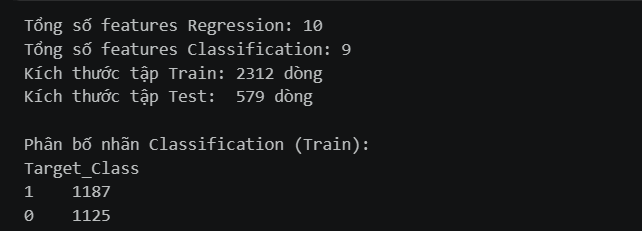 Tổng số features Regression: 10
Tổng số features Classification: 9
Kích thước tập Train: 2312 dòng
Kích thước tập Test:  579 dòng
Phân bố nhãn Classification (Train):
Target_Class
1    1187
0    1125